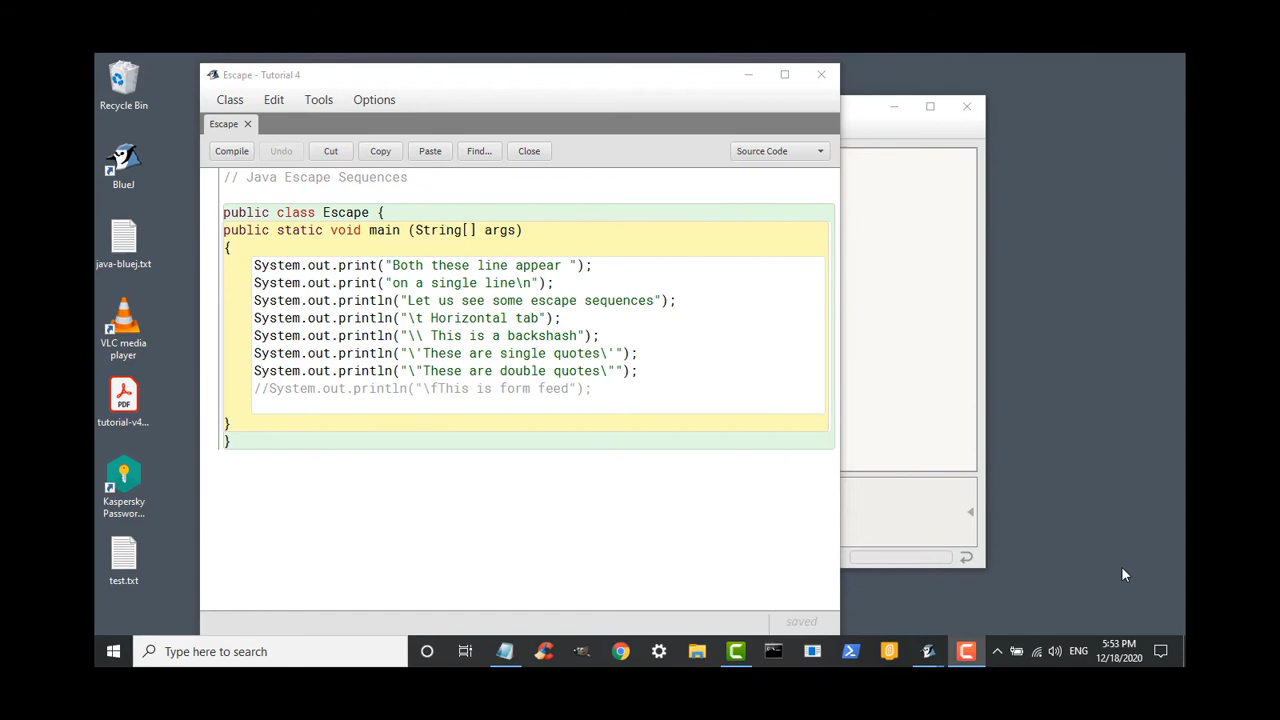 Recycle Bin
BlueJ
java-bluej.txt
VLC media
player
PDF
tutorial-v4...
Kaspersky
Passwor...
test.txt
Escape - Tutorial 4
Class Edit Tools Options
Escape
Compile Undo Cut Copy Paste Find... Close Source Code
// Java Escape Sequences
public class Escape {
public static void main (String[] args)
{
System.out.print("Both these line appear ");
System.out.print("on a single line\n");
System.out.println("Let us see some escape sequences");
System.out.println("\t Horizontal tab");
System.out.println("\\ This is a backshash");
System.out.println("\'These are single quotes\'");
System.out.println("\"These are double quotes\"");
//System.out.println("\fThis is form feed");
}
}
saved
Type here to search
ENG
5:53 PM
12/18/2020